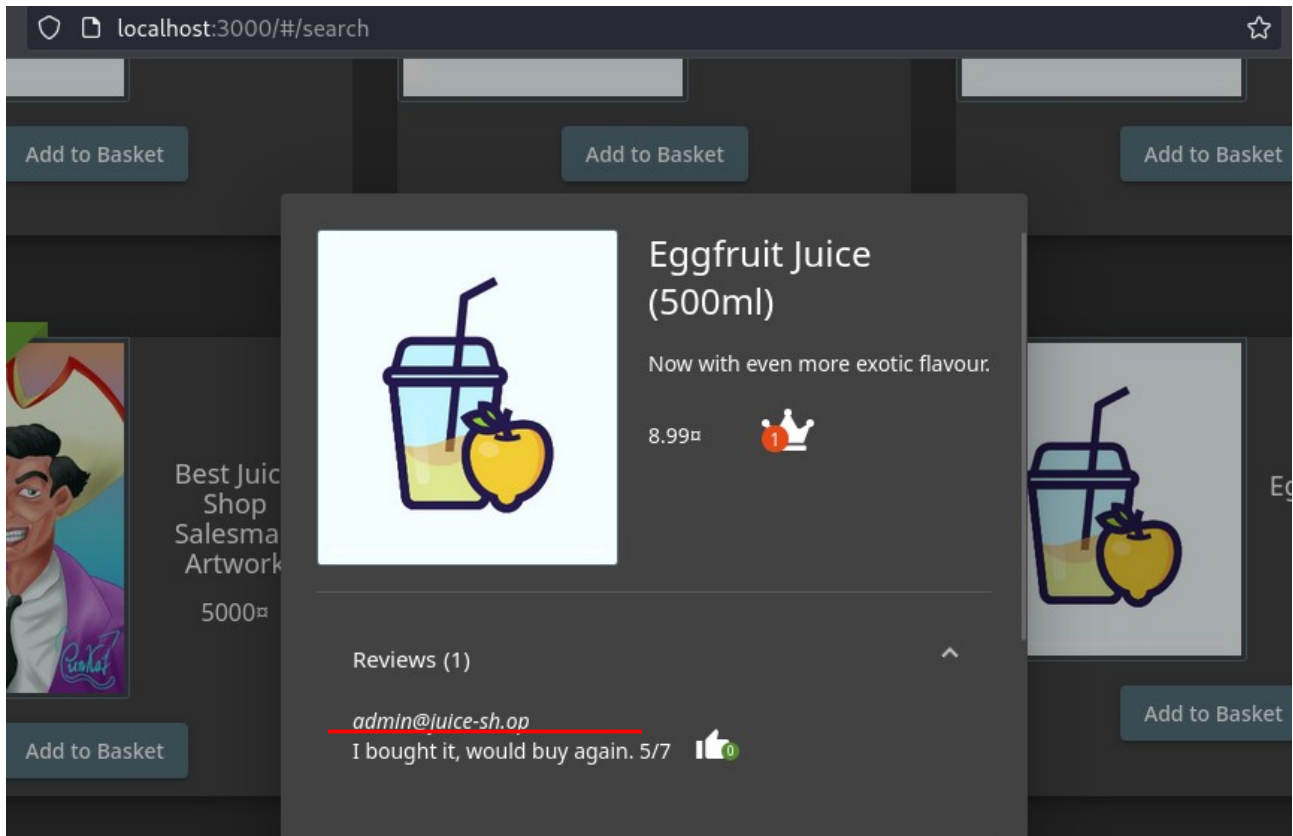 localhost:3000/#/search
Add to Basket
Add to Basket
Add to Basket
Eggfruit Juice
(500ml)
Now with even more exotic flavour.
8.99¤
1
Best Juic
Shop
Salesma
Artwork
5000¤
Eg
Reviews (1)
admin@juice-sh.op
I bought it, would buy again. 5/7
0
Add to Basket
Add to Basket